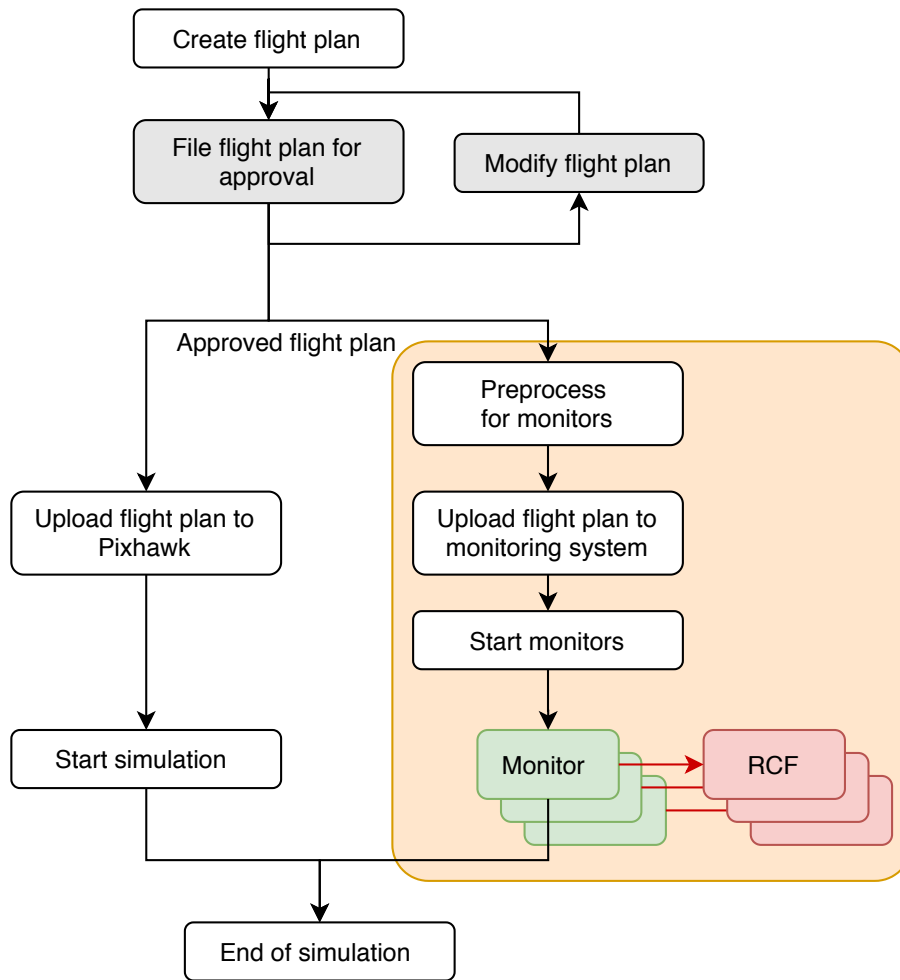 Create flight plan
File flight plan for
approval
Modify flight plan
Approved flight plan
Preprocess
for monitors
Upload flight plan to
Pixhawk
Upload flight plan to
monitoring system
Start monitors
Start simulation
Monitor
RCF
End of simulation